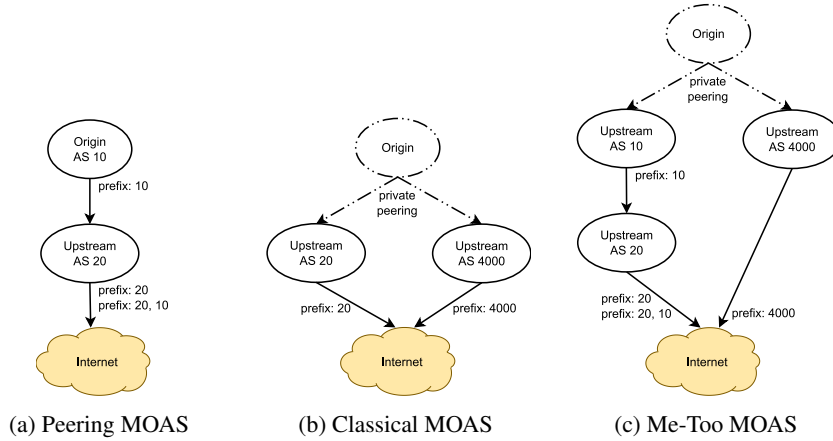 Origin
AS 10
prefix: 10
Upstream
AS 20
prefix: 20
prefix: 20, 10
Internet
(a) Peering MOAS
Origin
private
peering
Upstream
AS 20
Upstream
AS 4000
prefix: 20
prefix: 4000
Internet
(b) Classical MOAS
Origin
private
peering
Upstream
AS 10
Upstream
AS 4000
prefix: 10
Upstream
AS 20
prefix: 20
prefix: 20, 10
prefix: 4000
Internet
(c) Me-Too MOAS